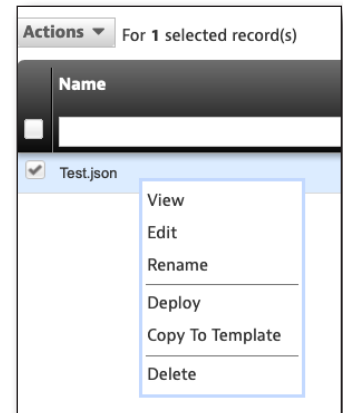 Actions For 1 selected record(s)
Name
Test.json
View
Edit
Rename
Deploy
Copy To Template
Delete